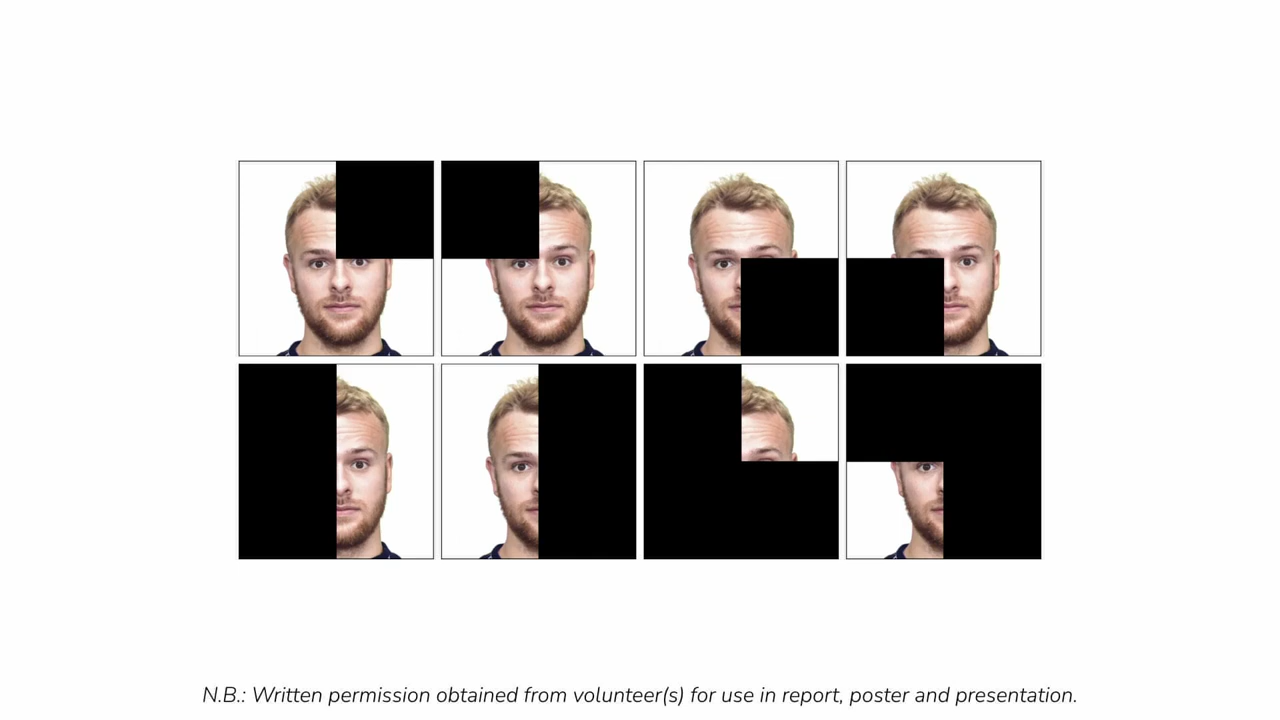 N.B.: Written permission obtained from volunteer(s) for use in report, poster and presentation.